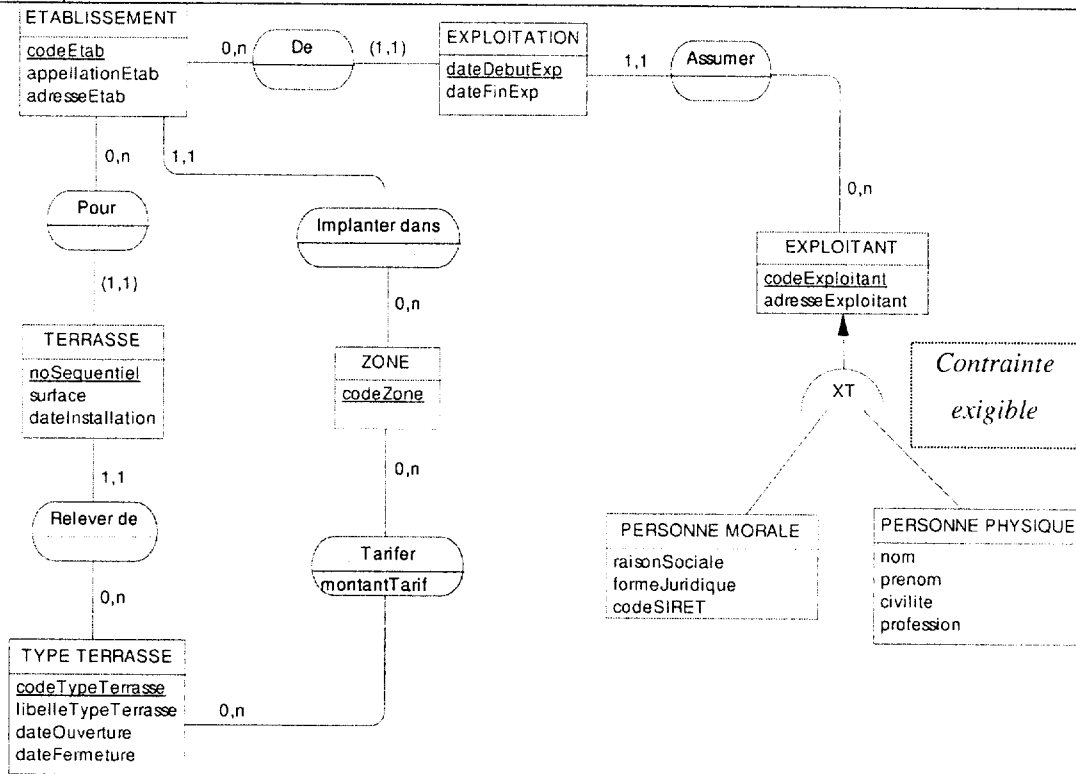 ETABLISSEMENT
codeEtab
appellationEtab
adresseEtab
0,n
De
(1,1)
EXPLOITATION
dateDebutExp
dateFinExp
1,1
Assumer
0,n
1,1
0,n
Pour
Implanter dans
(1,1)
0,n
EXPLOITANT
codeExploitant
adresseExploitant
TERRASSE
noSequentiel
surface
dateInstallation
ZONE
codeZone
XT
Contrainte
exigible
1,1
0,n
Relever de
Tarifer
montantTarif
PERSONNE MORALE
raisonSociale
formeJuridique
codeSIRET
PERSONNE PHYSIQUE
nom
prenom
civilite
profession
0,n
TYPE TERRASSE
codeTypeTerrasse
libelleTypeTerrasse
dateOuverture
dateFermeture
0,n